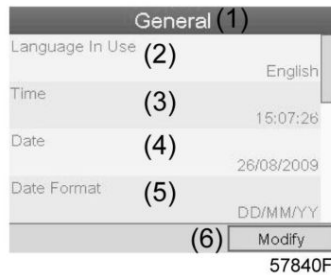 General (1)
Language In Use (2)
English
Time (3)
15:07:26
Date (4)
26/08/2009
Date Format (5)
DD/MM/YY
(6) Modify
57840F